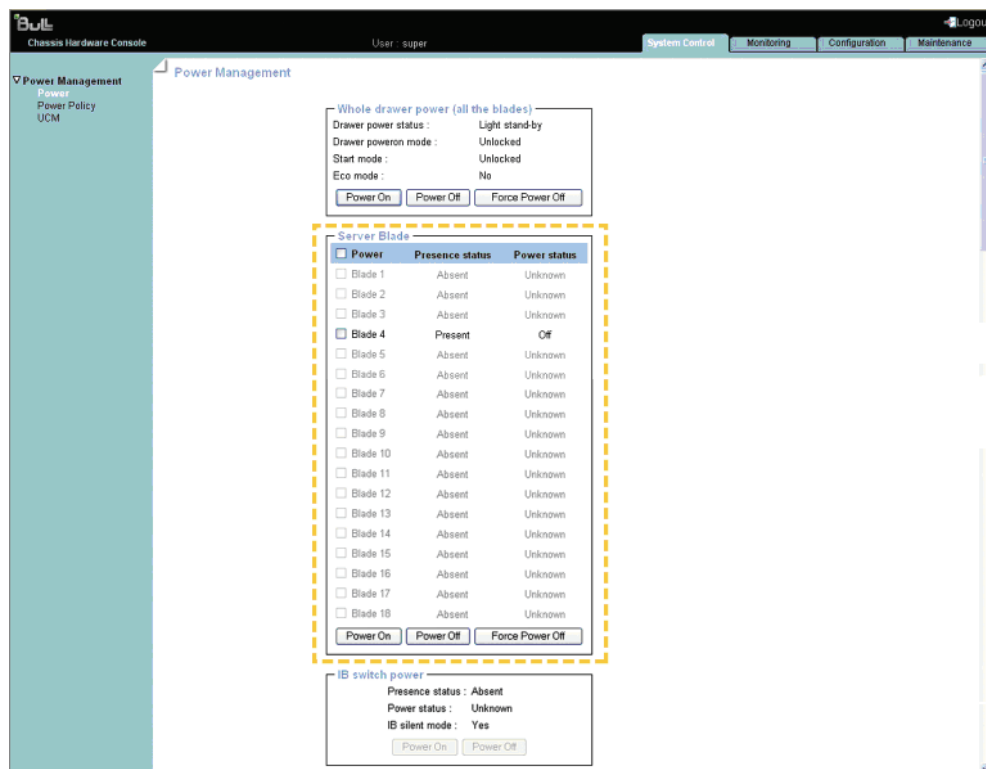 Bull
Logou
Chassis Hardware Console
User : super
System Control
Monitoring
Configuration
Maintenance
Power Management
Power
Power Policy
UCM
Power Management
Whole drawer power (all the blades)
Drawer power status : Light stand-by
Drawer poweron mode : Unlocked
Start mode : Unlocked
Eco mode : No
Power On Power Off Force Power Off
Server Blade
Power Presence status Power status
Blade 1 Absent Unknown
Blade 2 Absent Unknown
Blade 3 Absent Unknown
Blade 4 Present Off
Blade 5 Absent Unknown
Blade 6 Absent Unknown
Blade 7 Absent Unknown
Blade 8 Absent Unknown
Blade 9 Absent Unknown
Blade 10 Absent Unknown
Blade 11 Absent Unknown
Blade 12 Absent Unknown
Blade 13 Absent Unknown
Blade 14 Absent Unknown
Blade 15 Absent Unknown
Blade 16 Absent Unknown
Blade 17 Absent Unknown
Blade 18 Absent Unknown
Power On Power Off Force Power Off
IB switch power
Presence status : Absent
Power status : Unknown
IB silent mode : Yes
Power On Power Off